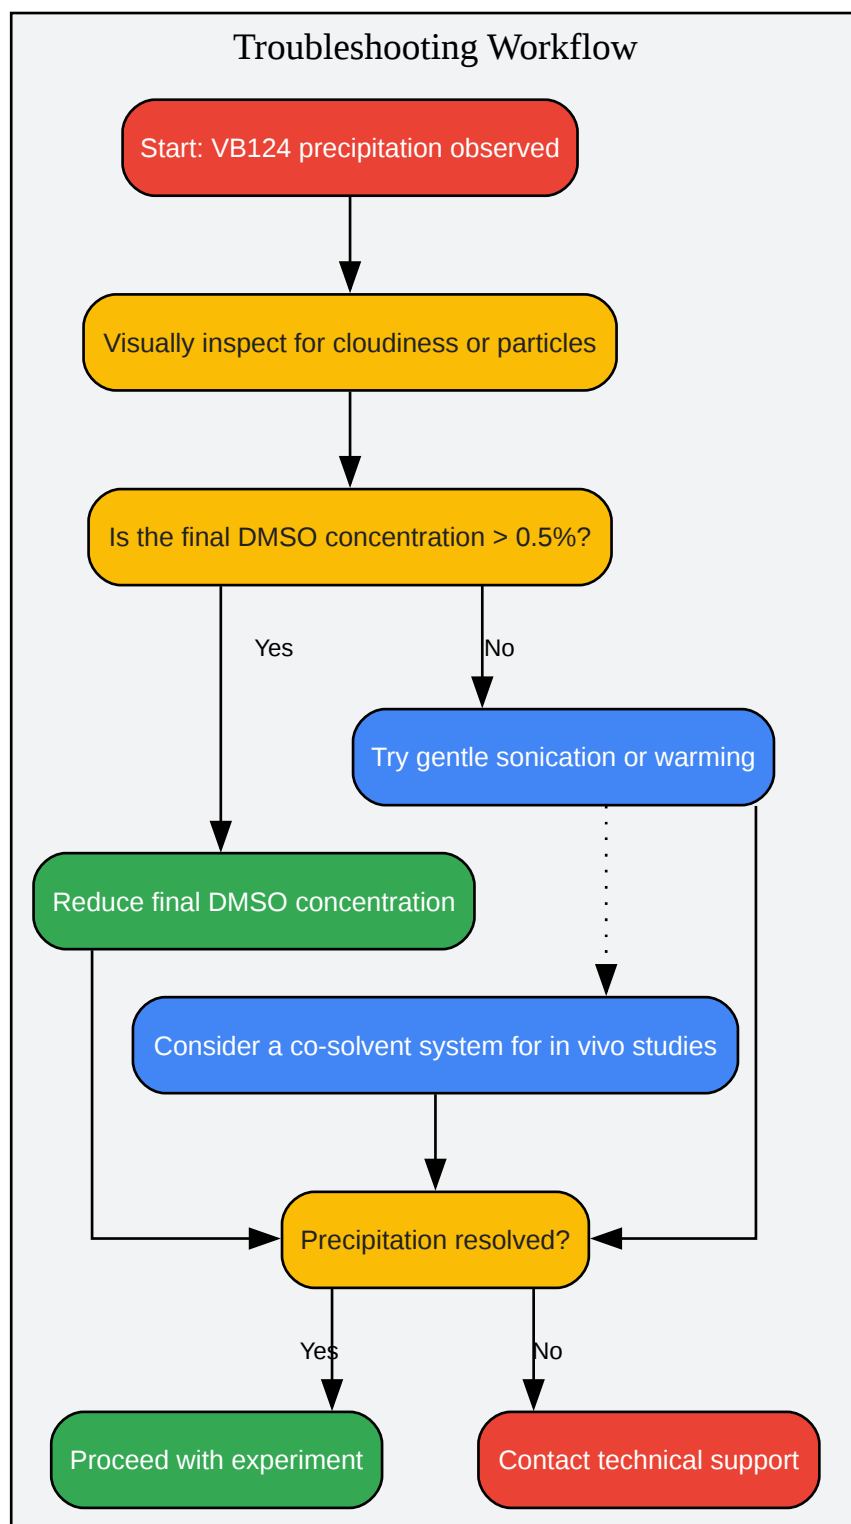 Troubleshooting Workflow
Start: VB124 precipitation observed
Visually inspect for cloudiness or particles
Is the final DMSO concentration > 0.5%?
Yes
No
Try gentle sonication or warming
Reduce final DMSO concentration
Consider a co-solvent system for in vivo studies
Precipitation resolved?
Yes
No
Proceed with experiment
Contact technical support